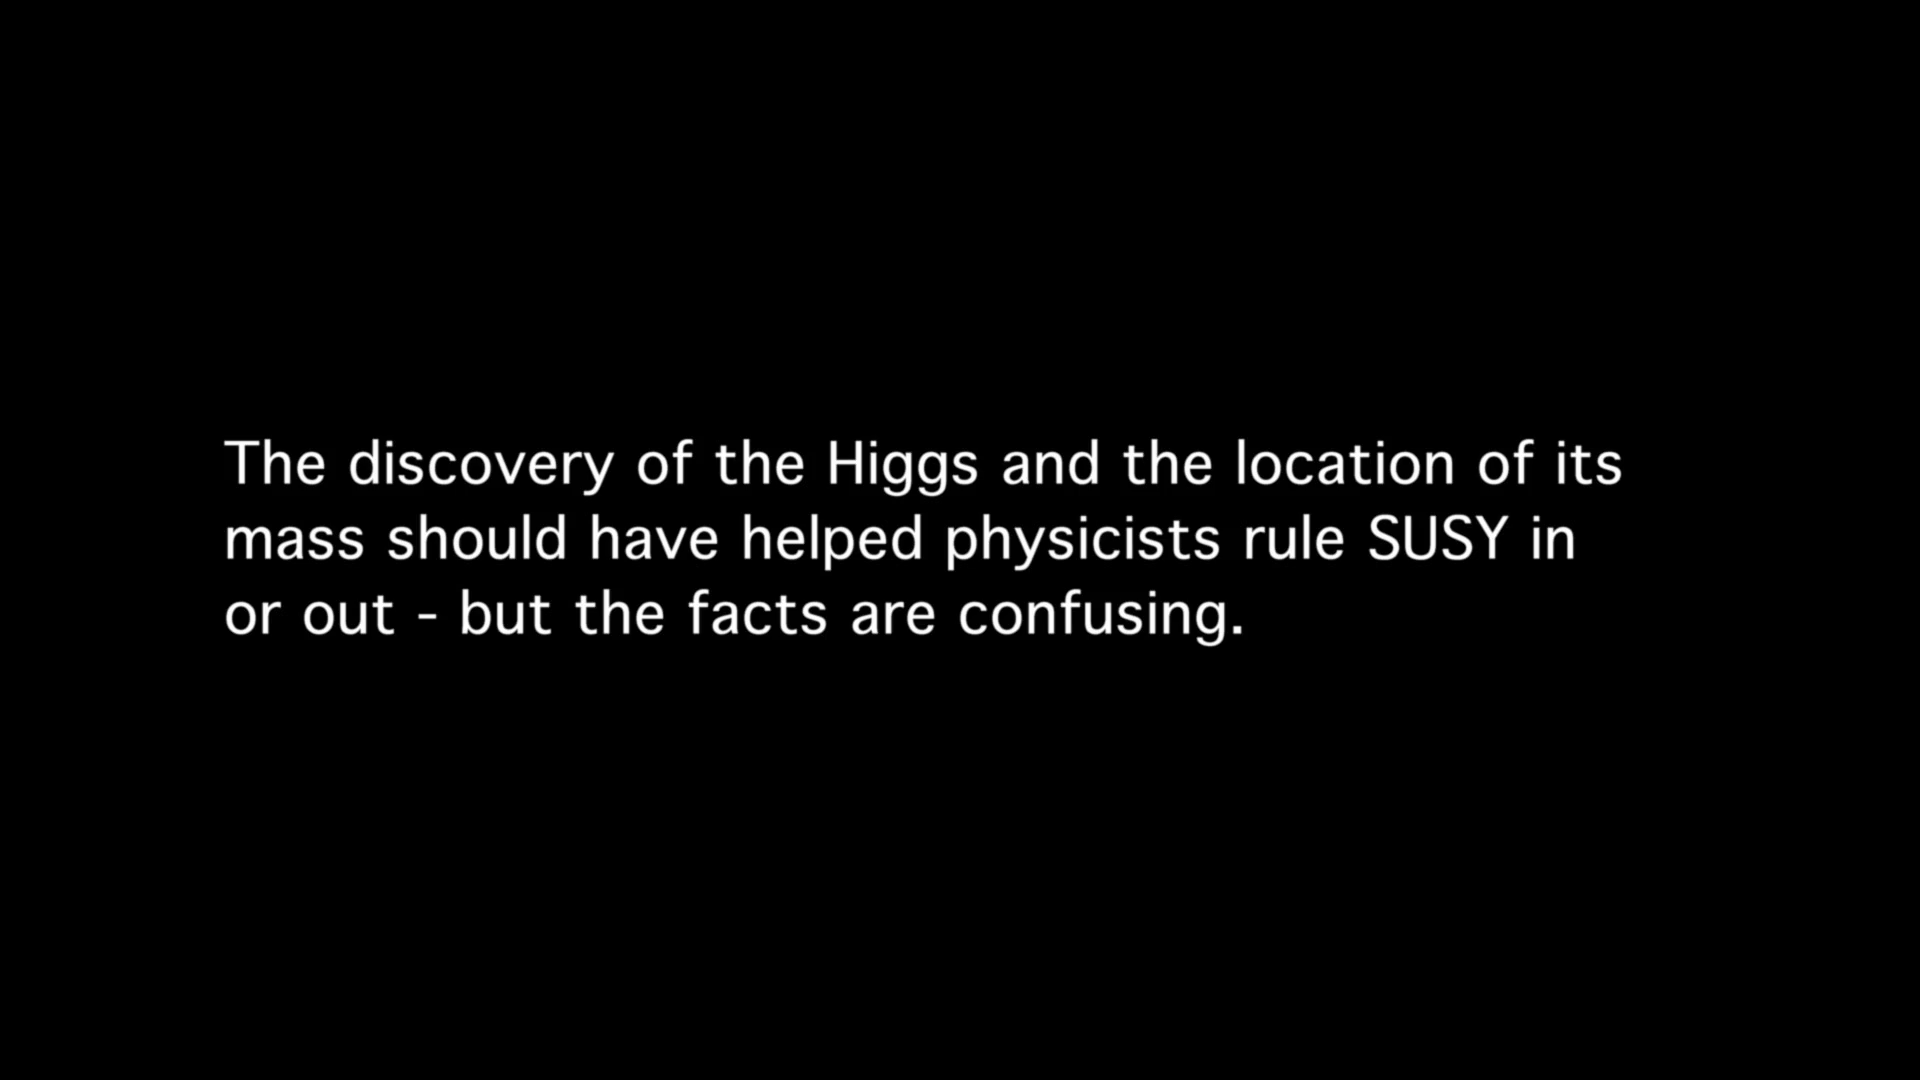 The discovery of the Higgs and the location of its
mass should have helped physicists rule SUSY in
or out - but the facts are confusing.